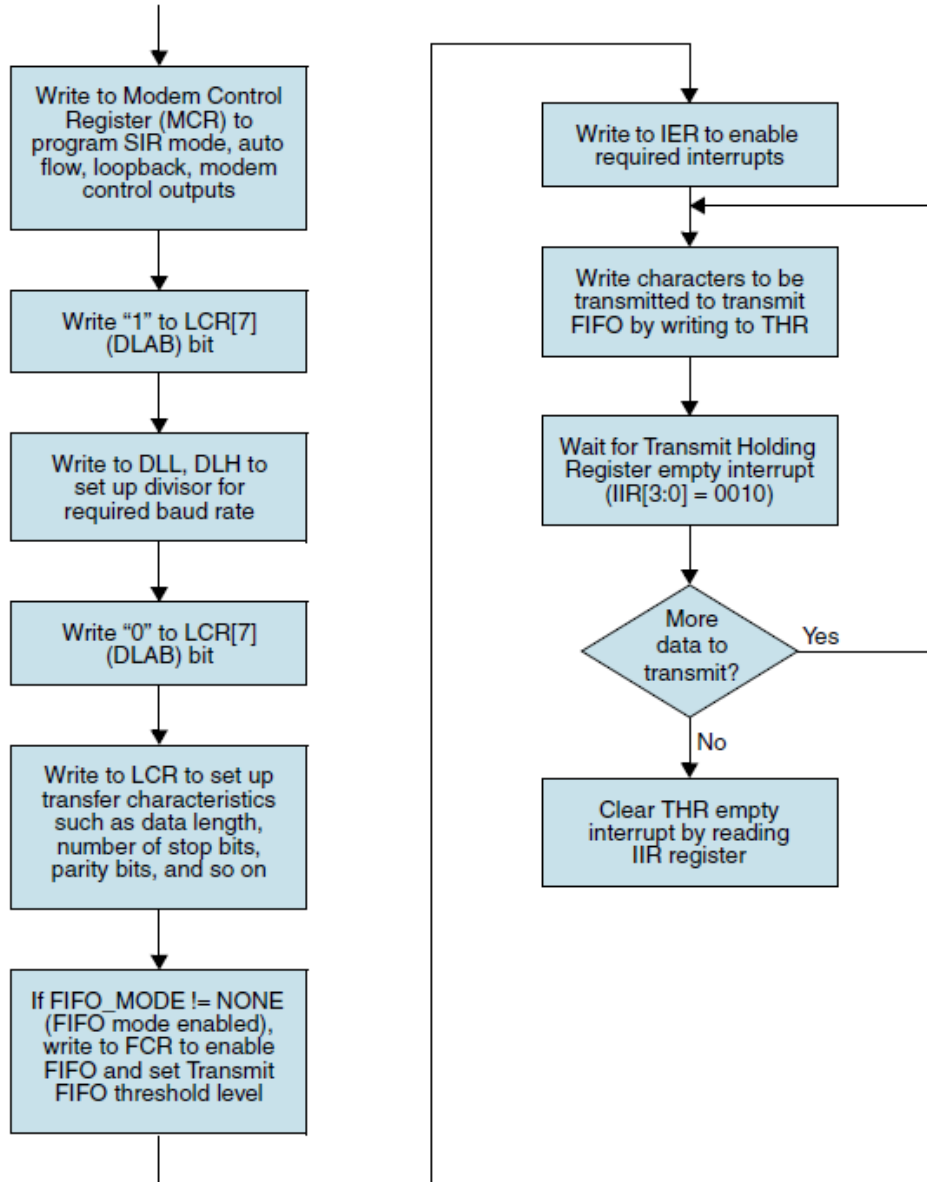 Write to Modem Control
Register (MCR) to
program SIR mode, auto
flow, loopback, modem
control outputs
Write “1” to LCR[7]
(DLAB) bit
Write to DLL, DLH to
set up divisor for
required baud rate
Write “0” to LCR[7]
(DLAB) bit
Write to LCR to set up
transfer characteristics
such as data length,
number of stop bits,
parity bits, and so on
If FIFO_MODE != NONE
(FIFO mode enabled),
write to FCR to enable
FIFO and set Transmit
FIFO threshold level
Write to IER to enable
required interrupts
Write characters to be
transmitted to transmit
FIFO by writing to THR
Wait for Transmit Holding
Register empty interrupt
(IIR[3:0] = 0010)
More
data to
transmit?
Yes
No
Clear THR empty
interrupt by reading
IIR register